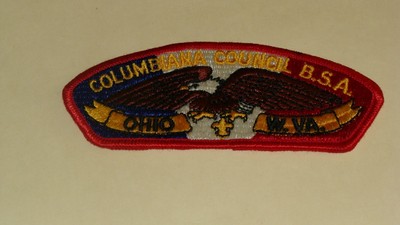 COLUMBIANA COUNCIL B.S.A.
OHIO W. VA.